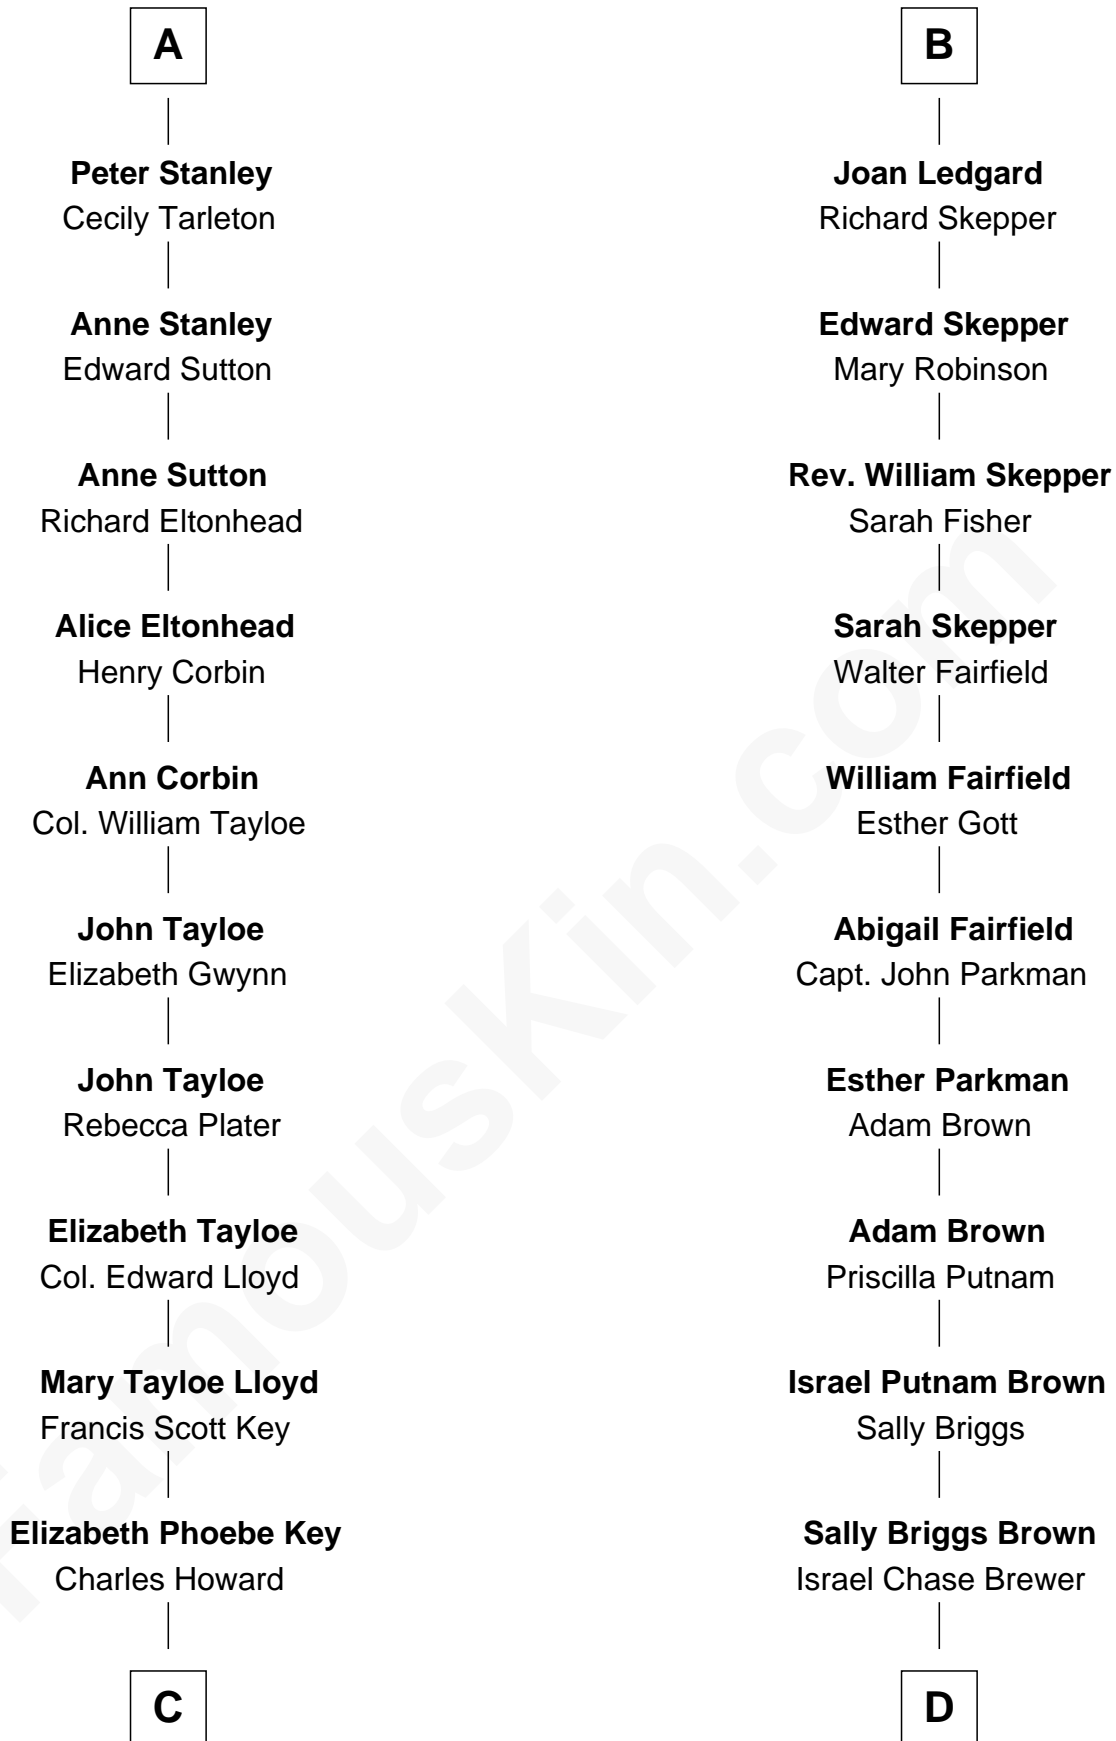 A
Peter Stanley
Cecily Tarleton
Anne Stanley
Edward Sutton
Anne Sutton
Richard Eltonhead
Alice Eltonhead
Henry Corbin
Ann Corbin
Col. William Tayloe
John Tayloe
Elizabeth Gwynn
John Tayloe
Rebecca Plater
Elizabeth Tayloe
Col. Edward Lloyd
Mary Tayloe Lloyd
Francis Scott Key
Elizabeth Phoebe Key
Charles Howard
C
B
Joan Ledgard
Richard Skepper
Edward Skepper
Mary Robinson
Rev. William Skepper
Sarah Fisher
Sarah Skepper
Walter Fairfield
William Fairfield
Esther Gott
Abigail Fairfield
Capt. John Parkman
Esther Parkman
Adam Brown
Adam Brown
Priscilla Putnam
Israel Putnam Brown
Sally Briggs
Sally Briggs Brown
Israel Chase Brewer
D
FamousKin.com